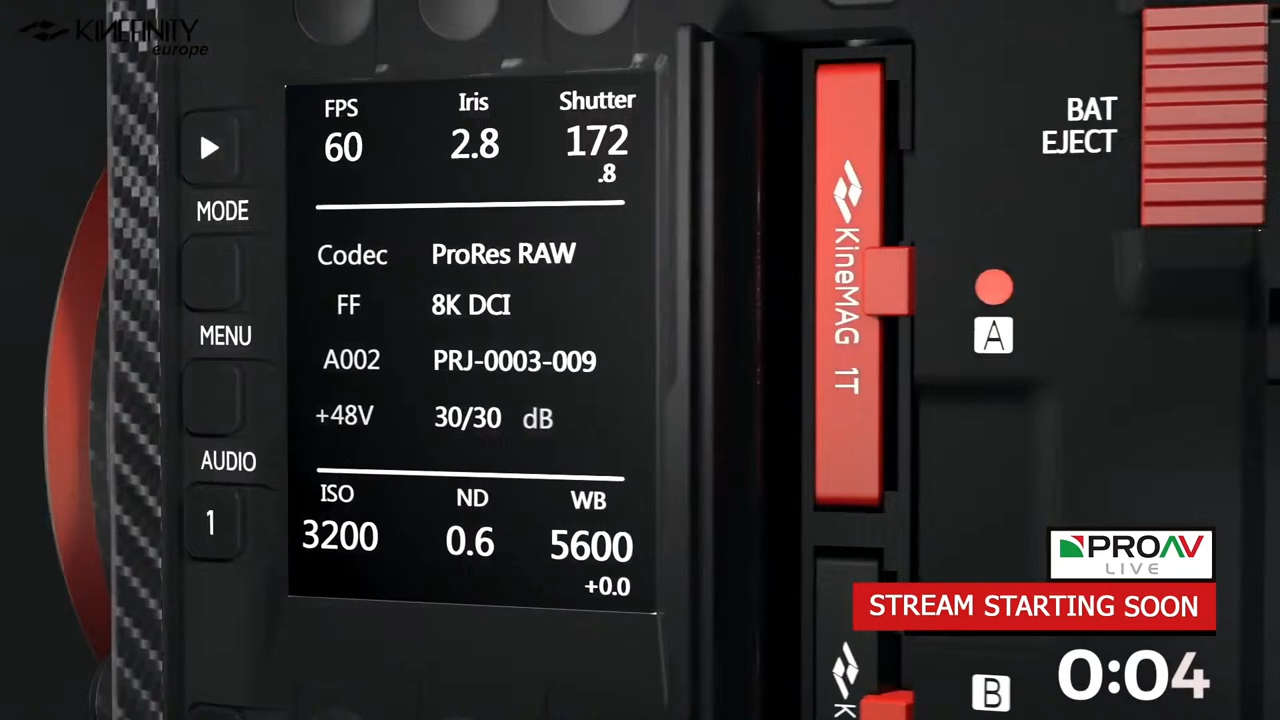 KINEFINITY
europe
FPS Iris Shutter
60 2.8 172
.8
MODE
Codec ProRes RAW
FF 8K DCI
MENU
A002 PRJ-0003-009
+48V 30/30 dB
AUDIO
ISO ND WB
3200 0.6 5600
+0.0
1
KineMAG 1T
BAT
EJECT
A
PROAV
LIVE
STREAM STARTING SOON
0:04
B
K